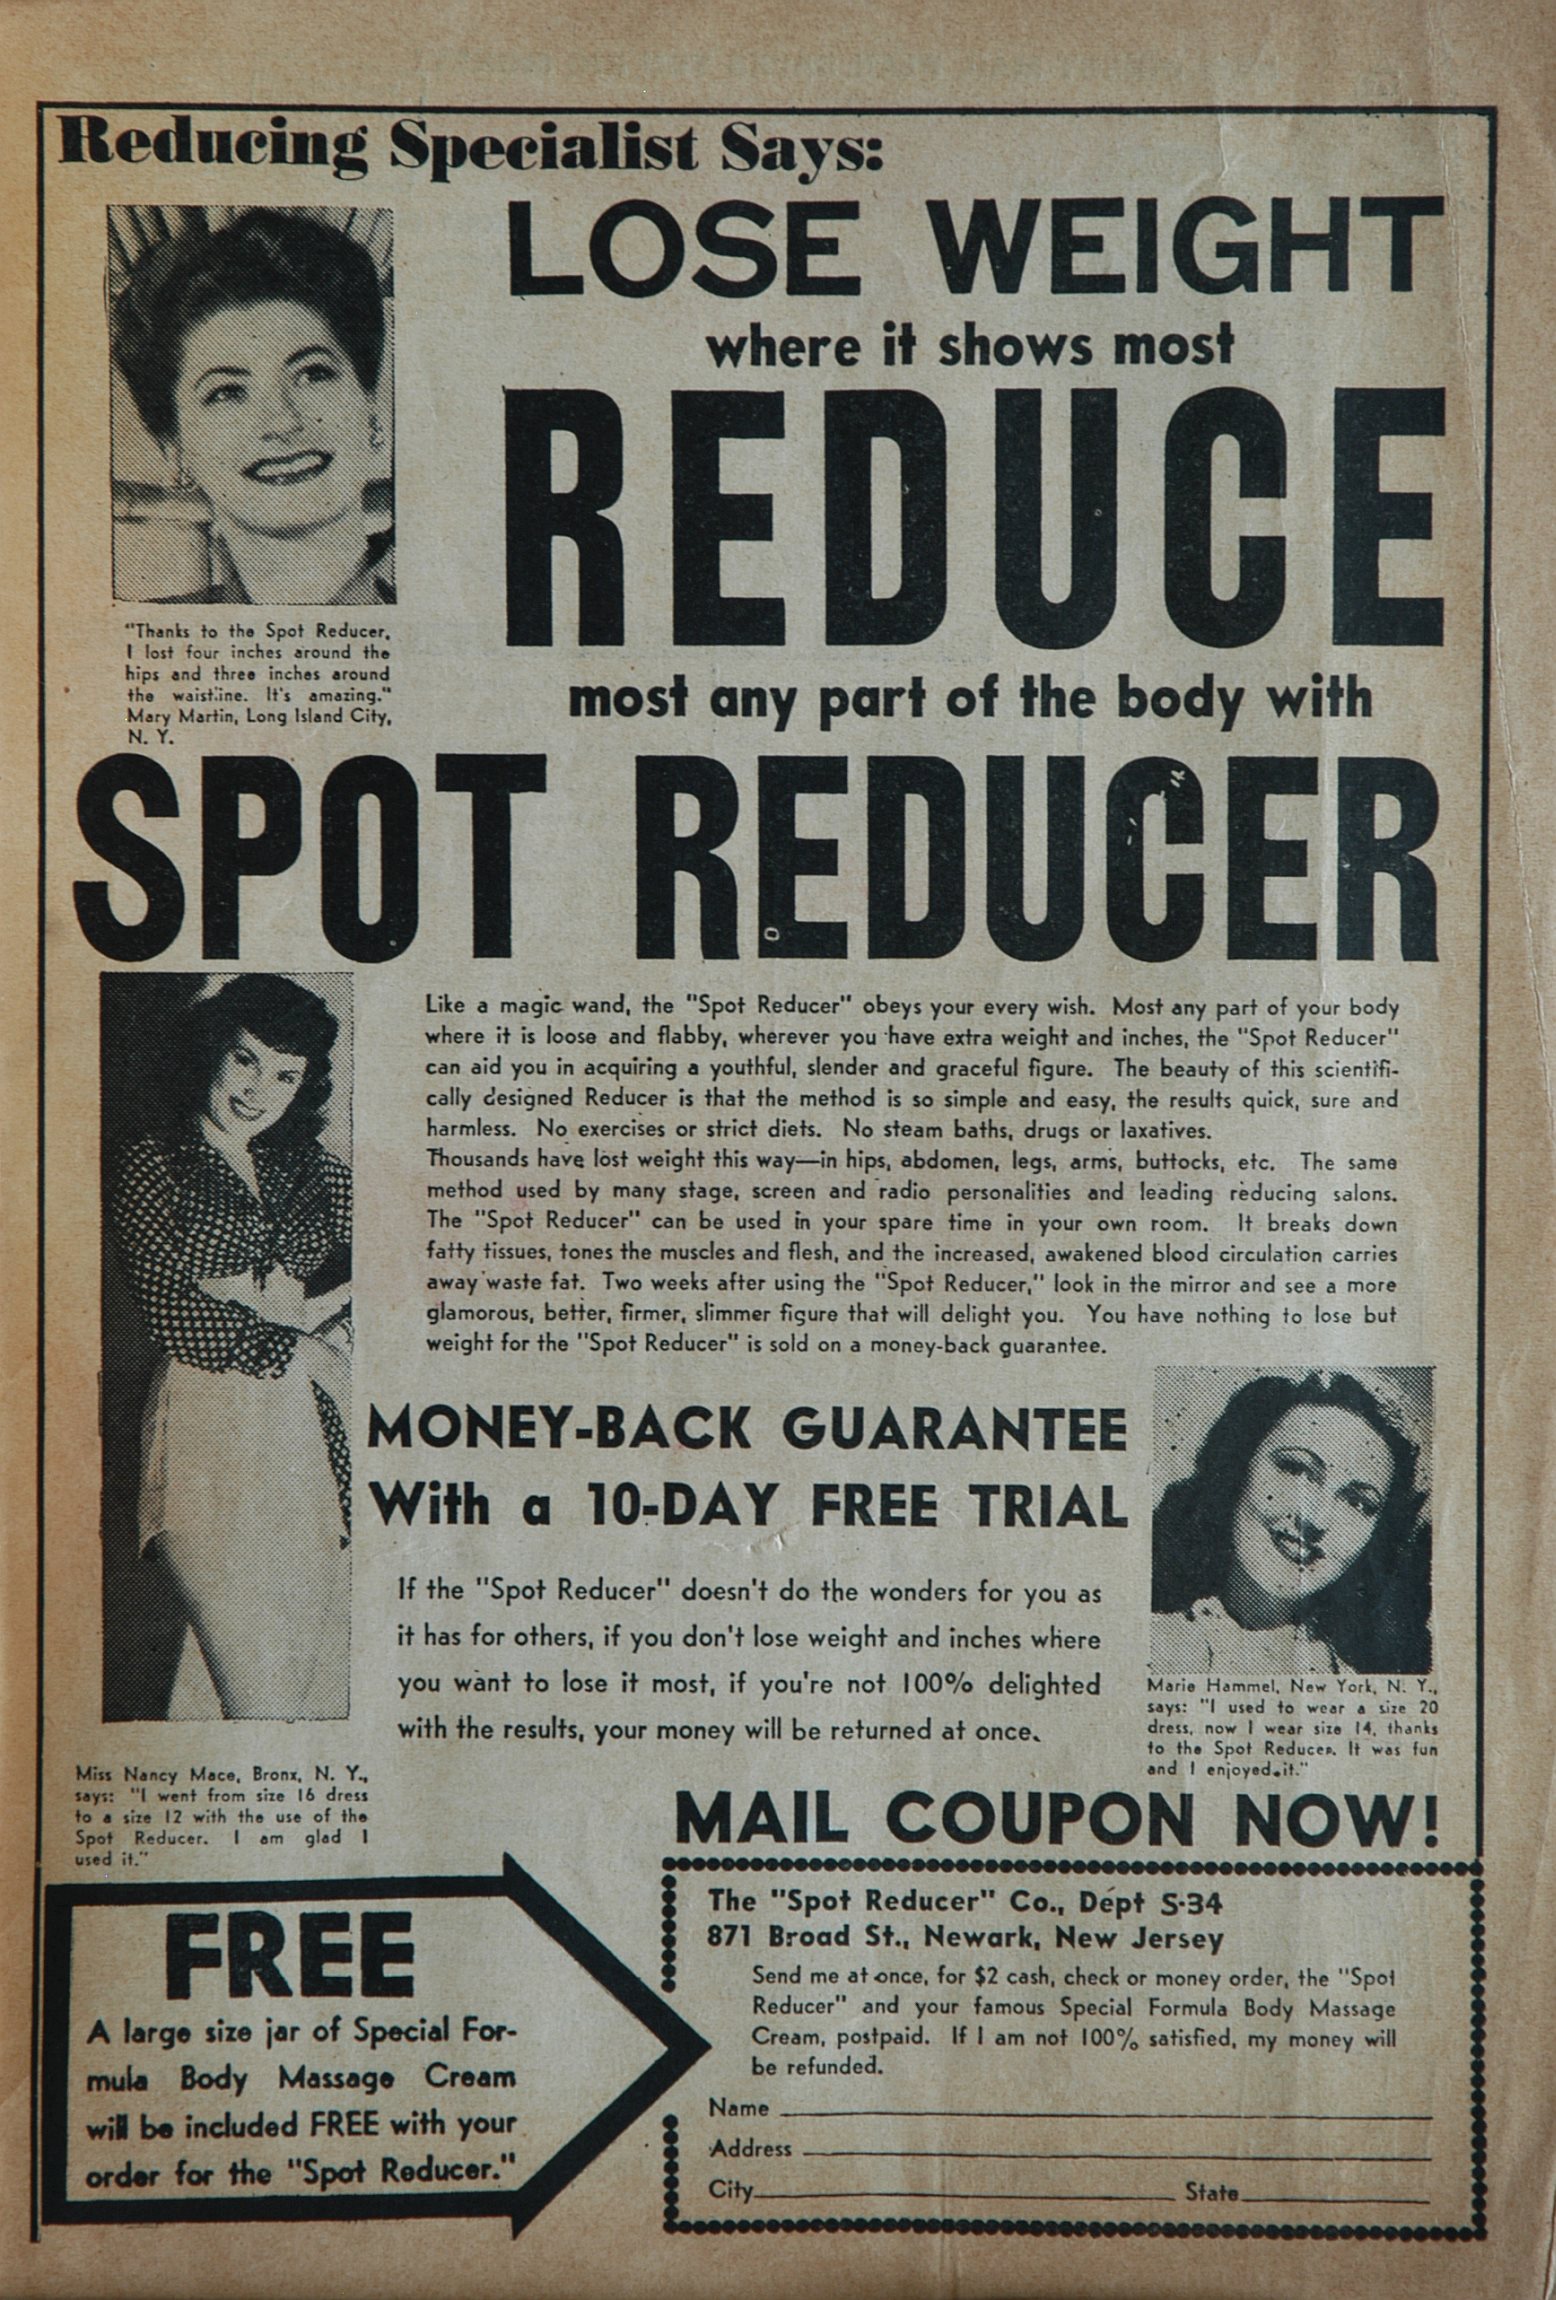 Reducing Specialist Says:
LOSE WEIGHT
where it shows most
REDUCE
most any part of the body with
"Thanks to the Spot Reducer,
I lost four inches around the
hips and three inches around
the waistline. It's amazing."
Mary Martin, Long Island City,
N. Y.
SPOT REDUCER
Like a magic wand, the "Spot Reducer" obeys your every wish. Most any part of your body
where it is loose and flabby, wherever you have extra weight and inches, the "Spot Reducer"
can aid you in acquiring a youthful, slender and graceful figure. The beauty of this scientifi-
cally designed Reducer is that the method is so simple and easy, the results quick, sure and
harmless. No exercises or strict diets. No steam baths, drugs or laxatives.
Thousands have lost weight this way—in hips, abdomen, legs, arms, buttocks, etc. The same
method used by many stage, screen and radio personalities and leading reducing salons.
The "Spot Reducer" can be used in your spare time in your own room. It breaks down
fatty tissues, tones the muscles and flesh, and the increased, awakened blood circulation carries
away waste fat. Two weeks after using the "Spot Reducer," look in the mirror and see a more
glamorous, better, firmer, slimmer figure that will delight you. You have nothing to lose but
weight for the "Spot Reducer" is sold on a money-back guarantee.
MONEY-BACK GUARANTEE
With a 10-DAY FREE TRIAL
If the "Spot Reducer" doesn't do the wonders for you as
it has for others, if you don't lose weight and inches where
you want to lose it most, if you're not 100% delighted
with the results, your money will be returned at once.
Marie Hammel, New York, N. Y.,
says: "I used to wear a size 20
dress, now I wear size 14, thanks
to the Spot Reducer. It was fun
and I enjoyed it."
Miss Nancy Mace, Bronx, N. Y.,
says: "I went from size 16 dress
to a size 12 with the use of the
Spot Reducer. I am glad I
used it."
MAIL COUPON NOW!
FREE
A large size jar of Special For-
mula Body Massage Cream
will be included FREE with your
order for the "Spot Reducer."
The "Spot Reducer" Co., Dept S-34
871 Broad St., Newark, New Jersey
Send me at once, for $2 cash, check or money order, the "Spot
Reducer" and your famous Special Formula Body Massage
Cream, postpaid. If I am not 100% satisfied, my money will
be refunded.
Name
Address
City State